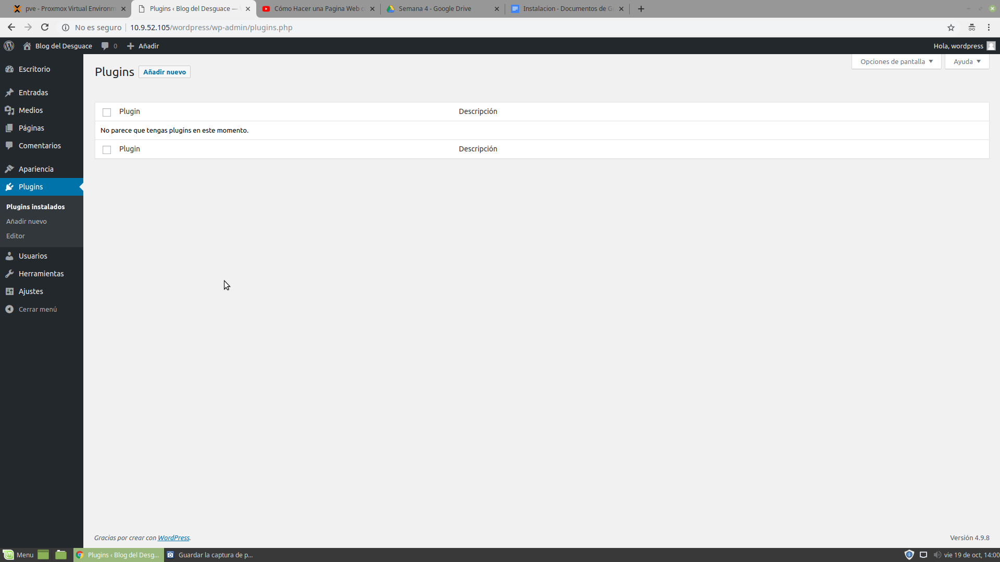 pve - Proxmox Virtual Environm
Plugins ‹ Blog del Desguace —
Cómo Hacer una Pagina Web c
Semana 4 - Google Drive
Instalacion - Documentos de G
No es seguro
10.9.52.105/wordpress/wp-admin/plugins.php
Blog del Desguace
0
Añadir
Hola, wordpress
Escritorio
Entradas
Medios
Páginas
Comentarios
Apariencia
Plugins
Plugins instalados
Añadir nuevo
Editor
Usuarios
Herramientas
Ajustes
Cerrar menú
Plugins
Añadir nuevo
Opciones de pantalla
Ayuda
Plugin
Descripción
No parece que tengas plugins en este momento.
Plugin
Descripción
Gracias por crear con WordPress.
Versión 4.9.8
Menu
Plugins ‹ Blog del Desg...
Guardar la captura de p...
vie 19 de oct, 14:00